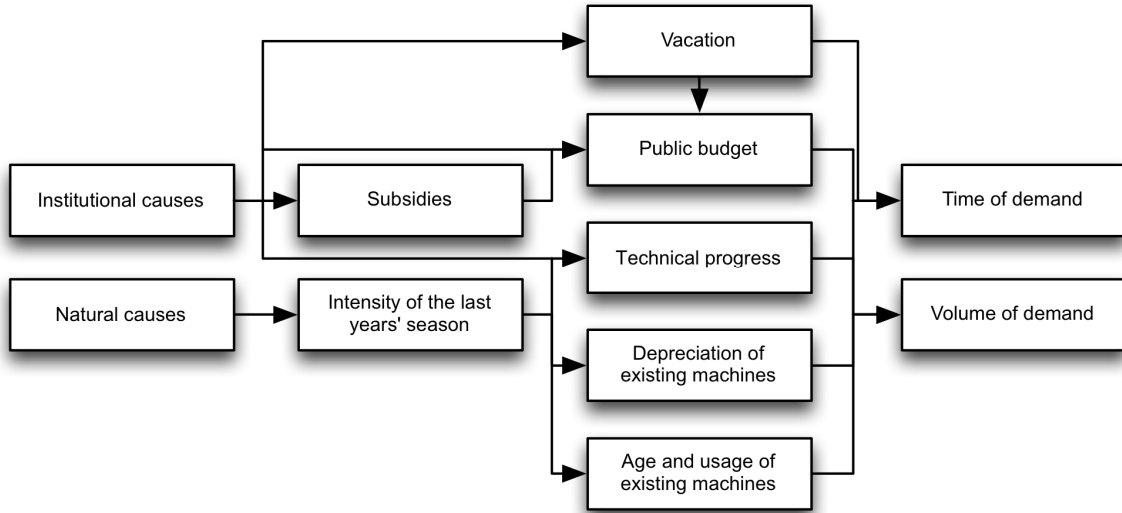 Vacation
Public budget
Institutional causes
Subsidies
Time of demand
Technical progress
Natural causes
Intensity of the last
years' season
Volume of demand
Depreciation of
existing machines
Age and usage of
existing machines